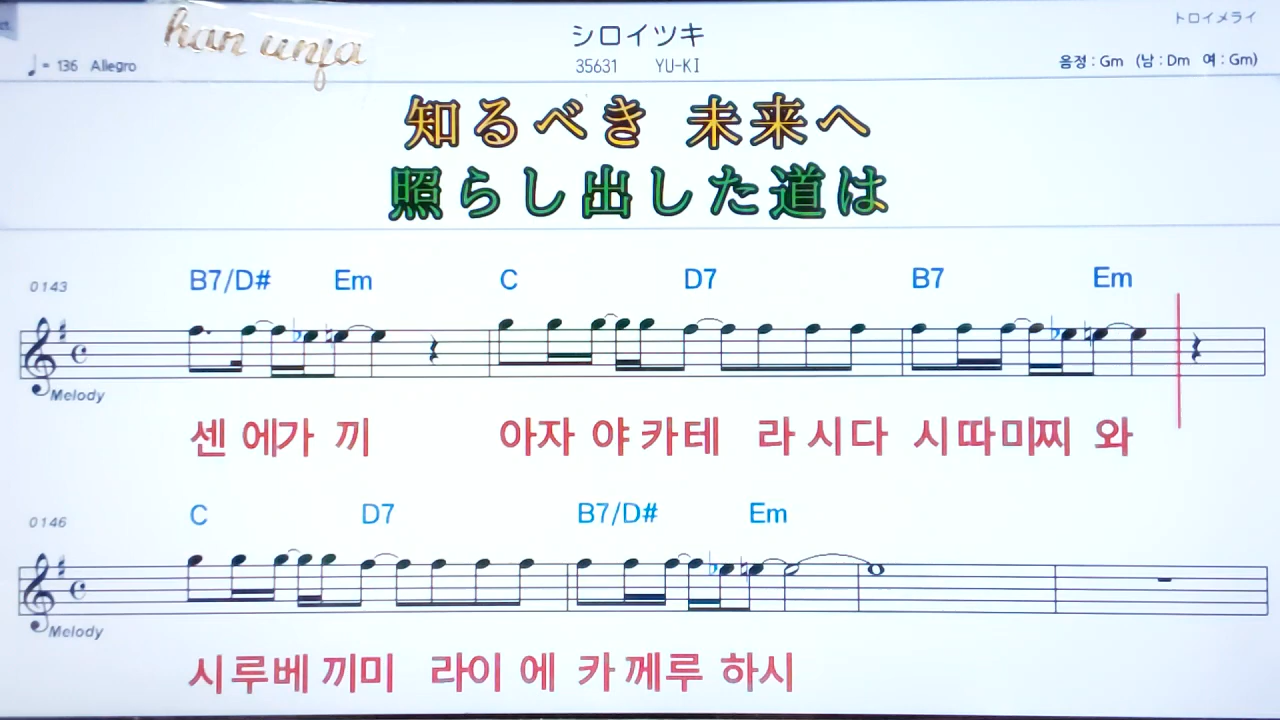 ct.
han unfa
トロイメライ
シロイツキ
♩= 136 Allegro
35631 YU-KI
음정 : Gm (남 : Dm 여 : Gm)
知るべき 未来へ
照らし出した道は
B7/D# Em C D7 B7 Em
0143
Melody
센 에가 끼 아자 야 카테 라 시다 시따미찌 와
C D7 B7/D# Em
0146
Melody
시루베 끼미 라이 에 카께루 하시